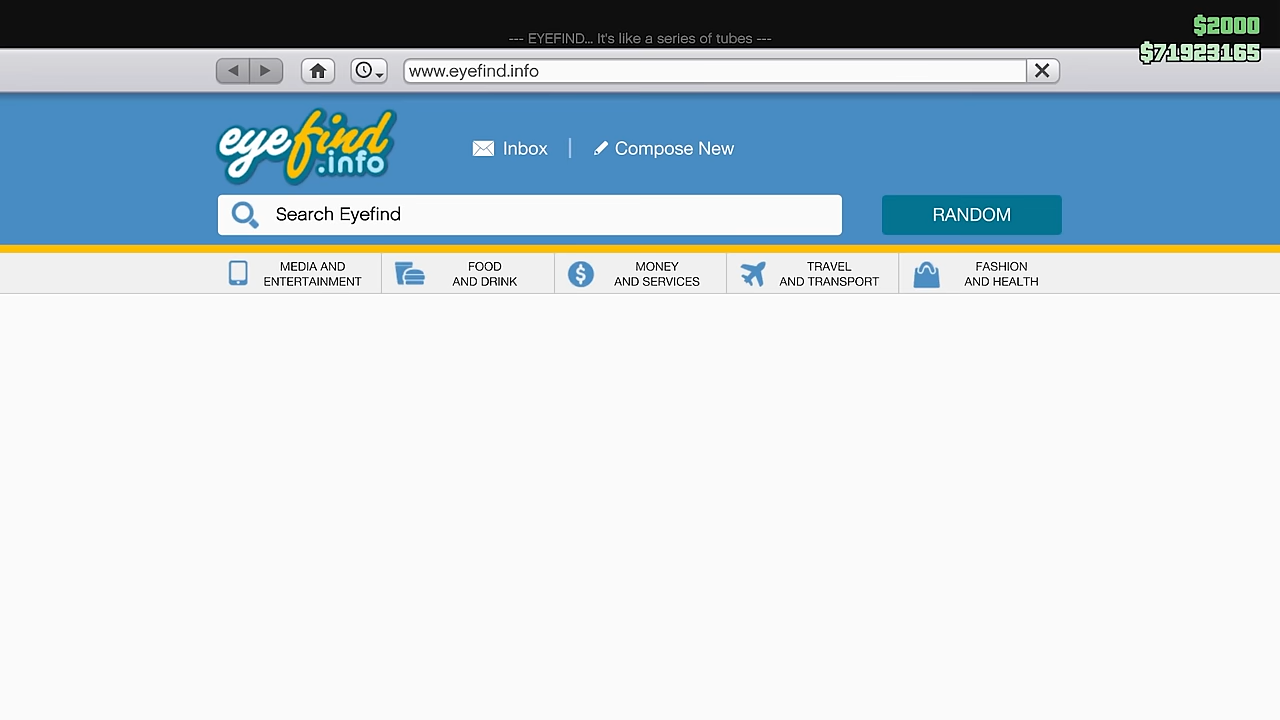 --- EYEFIND... It's like a series of tubes ---
$2000
$71923165
www.eyefind.info
eyefind
.info
Inbox | Compose New
Search Eyefind
RANDOM
MEDIA AND
ENTERTAINMENT
FOOD
AND DRINK
MONEY
AND SERVICES
TRAVEL
AND TRANSPORT
FASHION
AND HEALTH